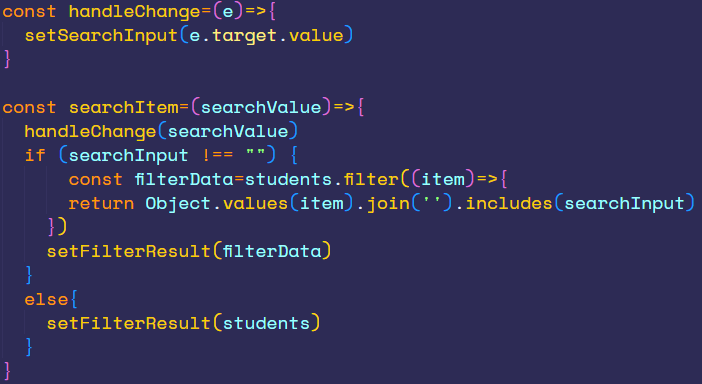 const handleChange=(e)=>{
  setSearchInput(e.target.value)
}

const searchItem=(searchValue)=>{
  handleChange(searchValue)
  if (searchInput !== "") {
      const filterData=students.filter((item)=>{
      return Object.values(item).join('').includes(searchInput)
    })
    setFilterResult(filterData)
  }
  else{
    setFilterResult(students)
  }
}